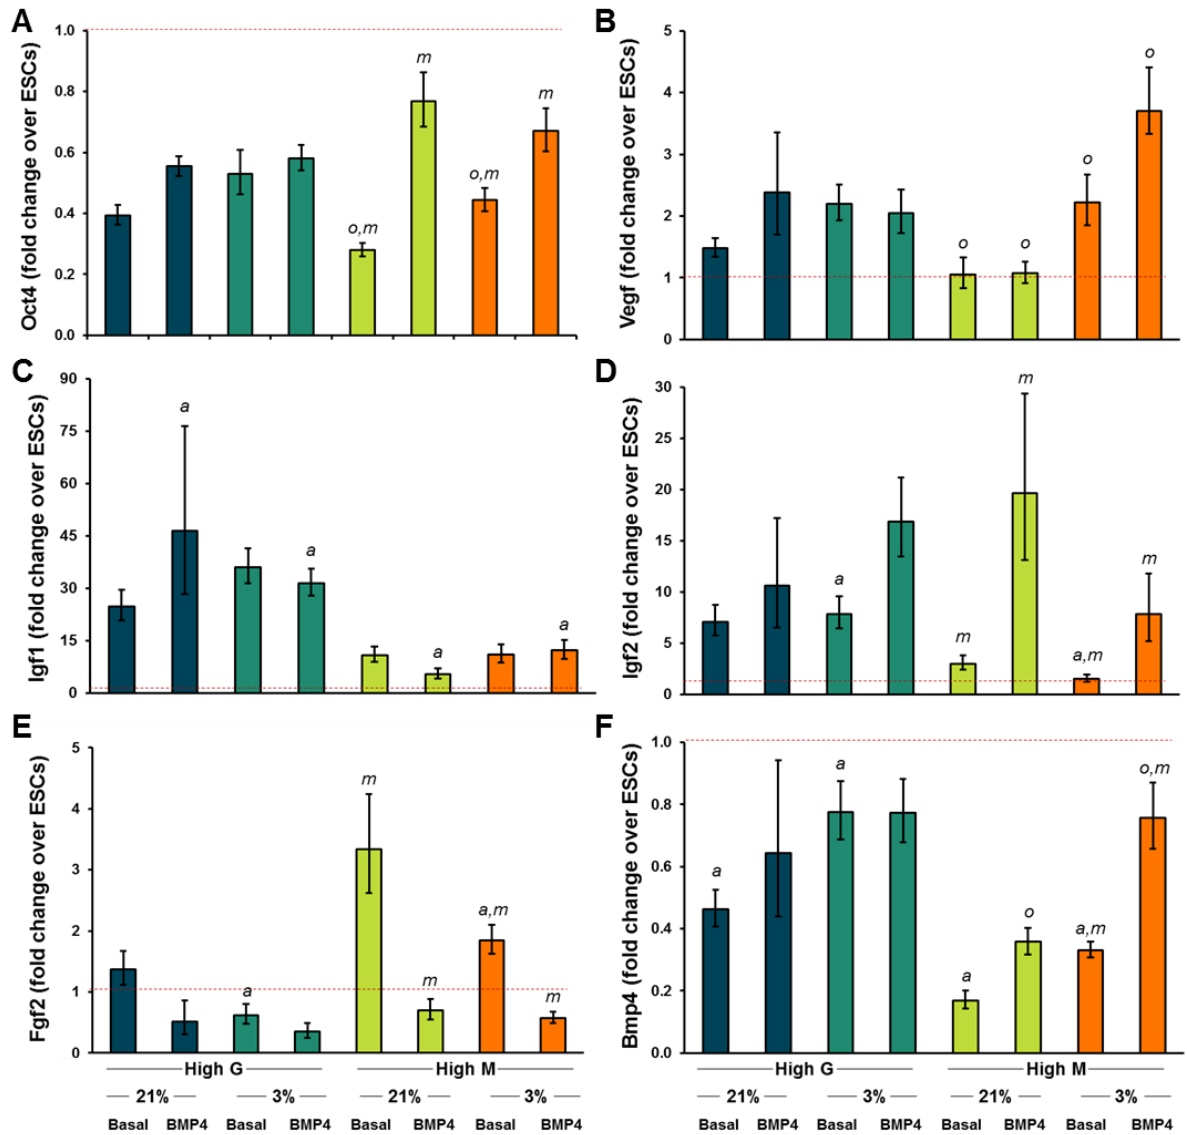 A
Oct4 (fold change over ESCs)
1.0
0.8
0.6
0.4
0.2
0.0
o,m
m
o,m
m
B
Vegf (fold change over ESCs)
5
4
3
2
1
0
o
o
o
o
C
Igf1 (fold change over ESCs)
90
75
60
45
30
15
0
a
a
a
a
D
Igf2 (fold change over ESCs)
30
25
20
15
10
5
0
a
m
m
a,m
m
E
Fgf2 (fold change over ESCs)
5
4
3
2
1
0
a
m
m
a,m
m
High G High M
21% 3% 21% 3%
Basal BMP4 Basal BMP4 Basal BMP4 Basal BMP4
F
Bmp4 (fold change over ESCs)
1.0
0.8
0.6
0.4
0.2
0.0
a
a
a
o
a,m
o,m
High G High M
21% 3% 21% 3%
Basal BMP4 Basal BMP4 Basal BMP4 Basal BMP4